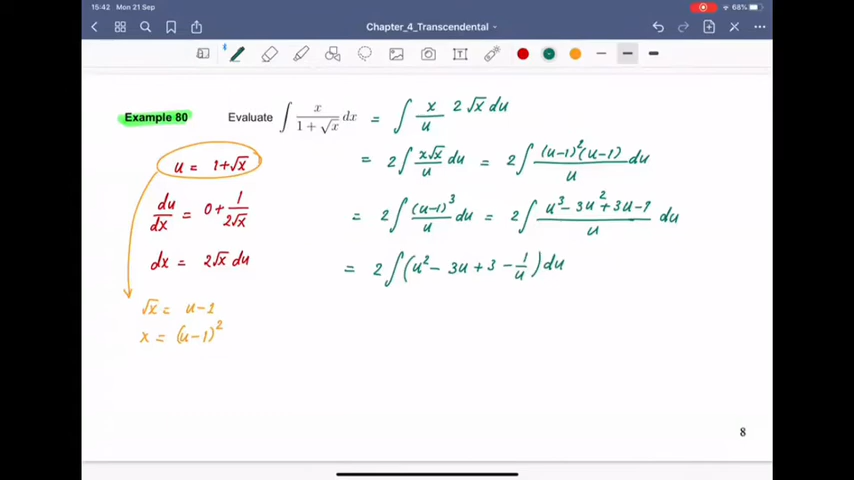 15:42 Mon 21 Sep
68%
Chapter_4_Transcendental
Example 80 Evaluate ∫ x/(1+√x) dx = ∫ x/u 2√x du
u = 1+√x
= 2∫ x√x/u du = 2∫ (u-1)²(u-1)/u du
du/dx = 0 + 1/(2√x)
= 2∫ (u-1)³/u du = 2∫ (u³ - 3u² + 3u - 1)/u du
dx = 2√x du
= 2∫ (u² - 3u + 3 - 1/u) du
√x = u-1
x = (u-1)²
8